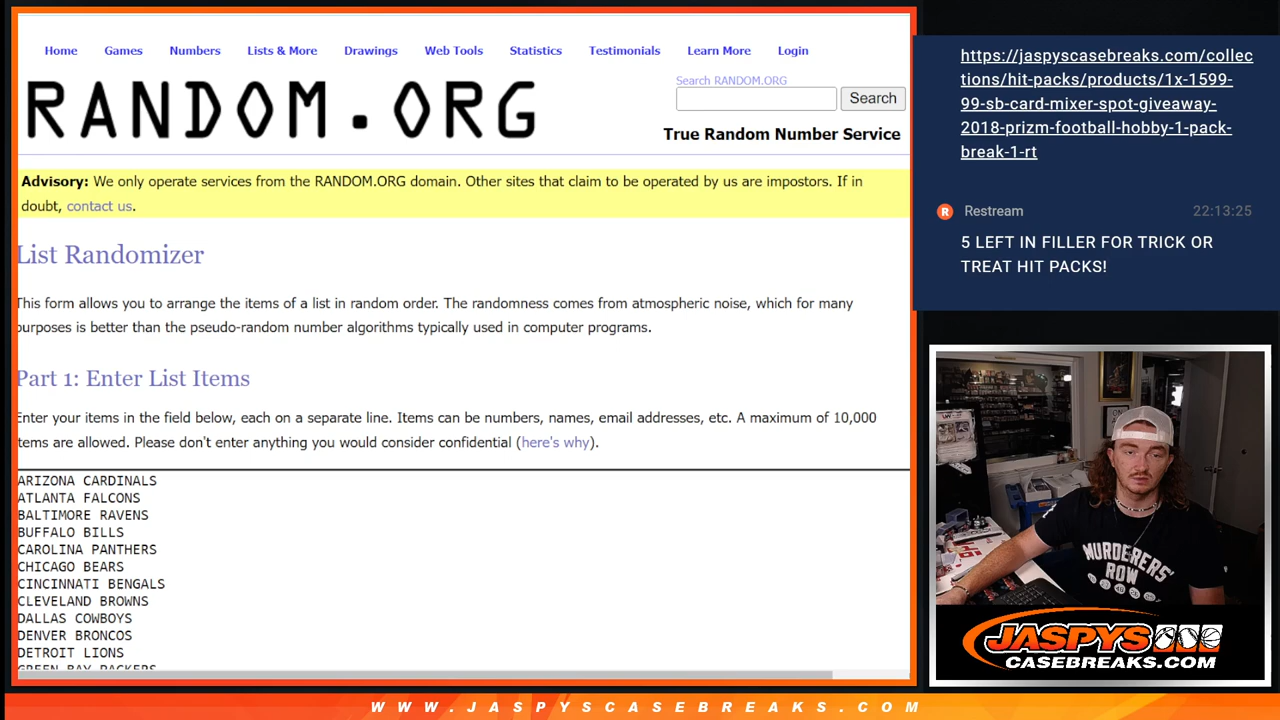 Home Games Numbers Lists & More Drawings Web Tools Statistics Testimonials Learn More Login
RANDOM.ORG
Search RANDOM.ORG
Search
True Random Number Service
Advisory: We only operate services from the RANDOM.ORG domain. Other sites that claim to be operated by us are impostors. If in
doubt, contact us.
List Randomizer
This form allows you to arrange the items of a list in random order. The randomness comes from atmospheric noise, which for many
purposes is better than the pseudo-random number algorithms typically used in computer programs.
Part 1: Enter List Items
Enter your items in the field below, each on a separate line. Items can be numbers, names, email addresses, etc. A maximum of 10,000
items are allowed. Please don't enter anything you would consider confidential (here's why).
ARIZONA CARDINALS
ATLANTA FALCONS
BALTIMORE RAVENS
BUFFALO BILLS
CAROLINA PANTHERS
CHICAGO BEARS
CINCINNATI BENGALS
CLEVELAND BROWNS
DALLAS COWBOYS
DENVER BRONCOS
DETROIT LIONS
GREEN BAY PACKERS
https://jaspyscasebreaks.com/collec
tions/hit-packs/products/1x-1599-
99-sb-card-mixer-spot-giveaway-
2018-prizm-football-hobby-1-pack-
break-1-rt
Restream 22:13:25
5 LEFT IN FILLER FOR TRICK OR
TREAT HIT PACKS!
MURDERERS'
ROW
JASPYS
CASEBREAKS.COM
WWW.JASPYSCASEBREAKS.COM